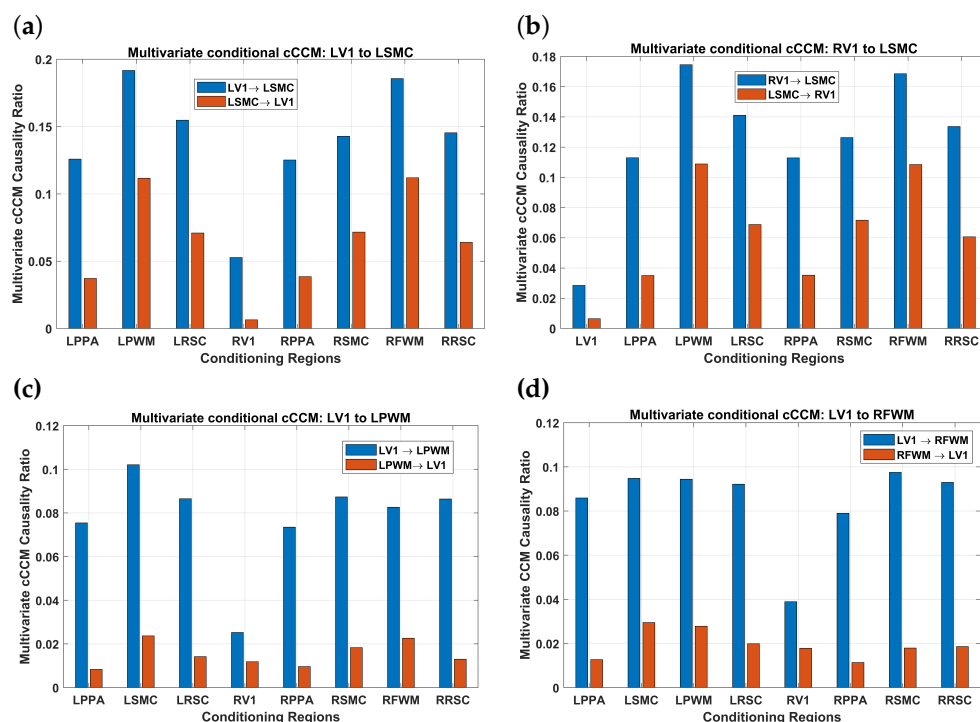 (a)
Multivariate conditional cCCM: LV1 to LSMC
Multivariate cCCM Causality Ratio
0.2
0.15
0.1
0.05
0
LV1→ LSMC
LSMC→ LV1
LPPA LPWM LRSC RV1 RPPA RSMC RFWM RRSC
Conditioning Regions
(b)
Multivariate conditional cCCM: RV1 to LSMC
Multivariate cCCM Causality Ratio
0.18
0.16
0.14
0.12
0.1
0.08
0.06
0.04
0.02
0
RV1→ LSMC
LSMC→ RV1
LV1 LPPA LPWM LRSC RPPA RSMC RFWM RRSC
Conditioning Regions
(c)
Multivariate conditional cCCM: LV1 to LPWM
Multivariate cCCM Causality Ratio
0.12
0.1
0.08
0.06
0.04
0.02
0
LV1 → LPWM
LPWM→ LV1
LPPA LSMC LRSC RV1 RPPA RSMC RFWM RRSC
Conditioning Regions
(d)
Multivariate conditional cCCM: LV1 to RFWM
Multivariate CCM Causality Ratio
0.12
0.1
0.08
0.06
0.04
0.02
0
LV1 → RFWM
RFWM → LV1
LPPA LSMC LPWM LRSC RV1 RPPA RSMC RRSC
Conditioning Regions